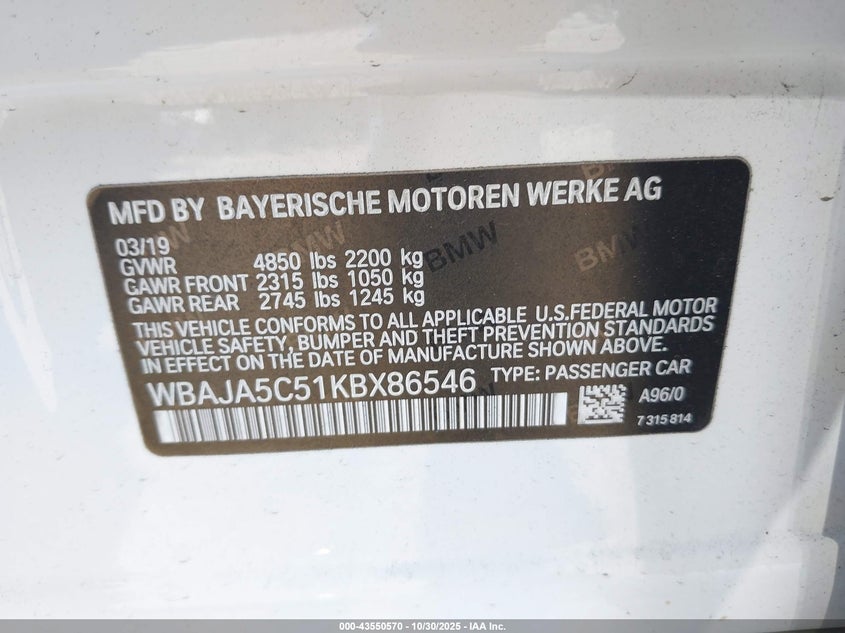 MFD BY BAYERISCHE MOTOREN WERKE AG
03/19
GVWR 4850 lbs 2200 kg
GAWR FRONT 2315 lbs 1050 kg
GAWR REAR 2745 lbs 1245 kg
THIS VEHICLE CONFORMS TO ALL APPLICABLE U.S.FEDERAL MOTOR
VEHICLE SAFETY, BUMPER AND THEFT PREVENTION STANDARDS
IN EFFECT ON DATE OF MANUFACTURE SHOWN ABOVE.
WBAJA5C51KBX86546 TYPE: PASSENGER CAR
A96/0
7 315 814
BMW
BMW
000-43550570 | 10/30/2025 - IAA Inc.